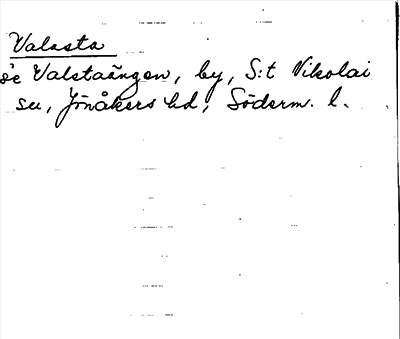 Valasta
se Valstaängen, by, S:t Nikolai
sn, Jönåkers hd, Söderm. l.